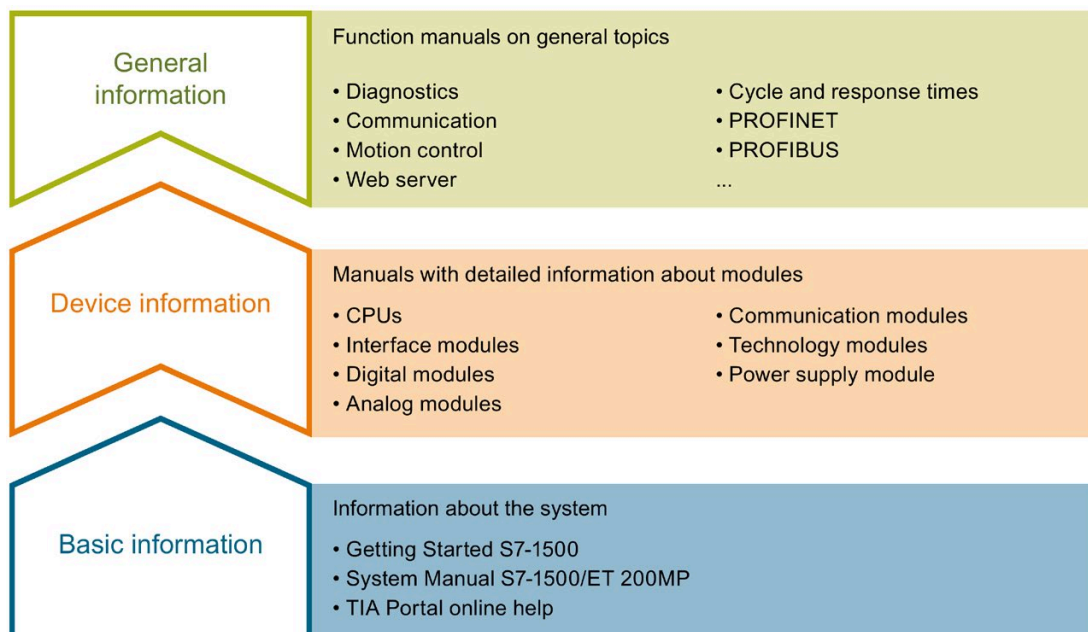 General
information
Function manuals on general topics
• Diagnostics
• Communication
• Motion control
• Web server
• Cycle and response times
• PROFINET
• PROFIBUS
...
Device information
Manuals with detailed information about modules
• CPUs
• Interface modules
• Digital modules
• Analog modules
• Communication modules
• Technology modules
• Power supply module
Basic information
Information about the system
• Getting Started S7-1500
• System Manual S7-1500/ET 200MP
• TIA Portal online help